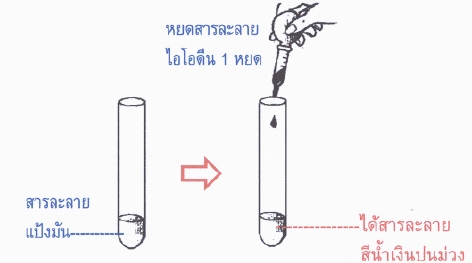 หยดสารละลาย
ไอโอดีน 1 หยด
สารละลาย
แป้งมัน
ได้สารละลาย
สีน้ำเงินปนม่วง